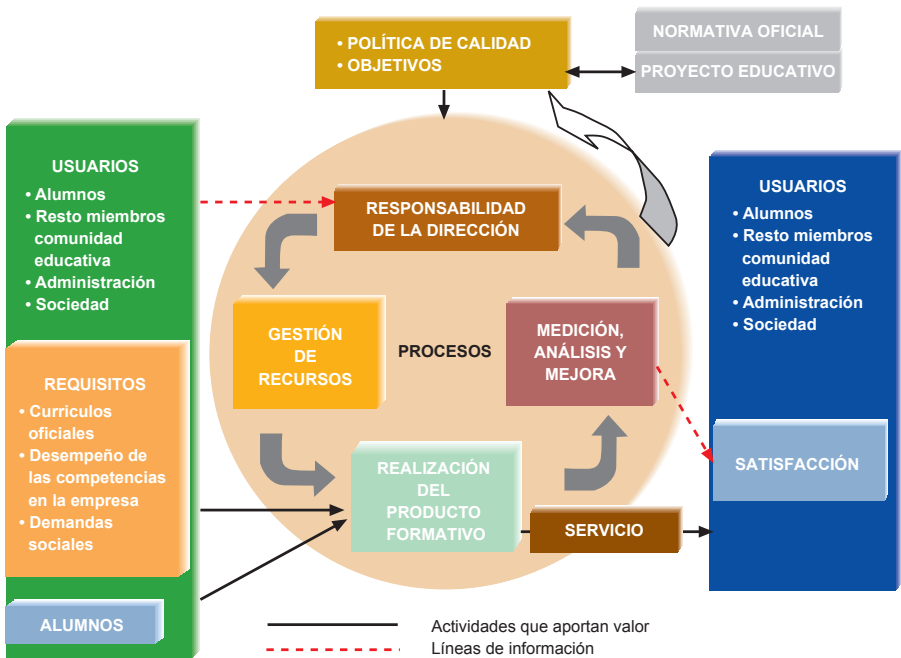 • POLÍTICA DE CALIDAD
• OBJETIVOS
NORMATIVA OFICIAL
PROYECTO EDUCATIVO
USUARIOS
• Alumnos
• Resto miembros
comunidad
educativa
• Administración
• Sociedad
REQUISITOS
• Curriculos
oficiales
• Desempeño de
las competencias
en la empresa
• Demandas
sociales
ALUMNOS
RESPONSABILIDAD
DE LA DIRECCIÓN
GESTIÓN
DE
RECURSOS
PROCESOS
MEDICIÓN,
ANÁLISIS Y
MEJORA
REALIZACIÓN
DEL
PRODUCTO
FORMATIVO
SERVICIO
USUARIOS
• Alumnos
• Resto miembros
comunidad
educativa
• Administración
• Sociedad
SATISFACCIÓN
Actividades que aportan valor
Líneas de información